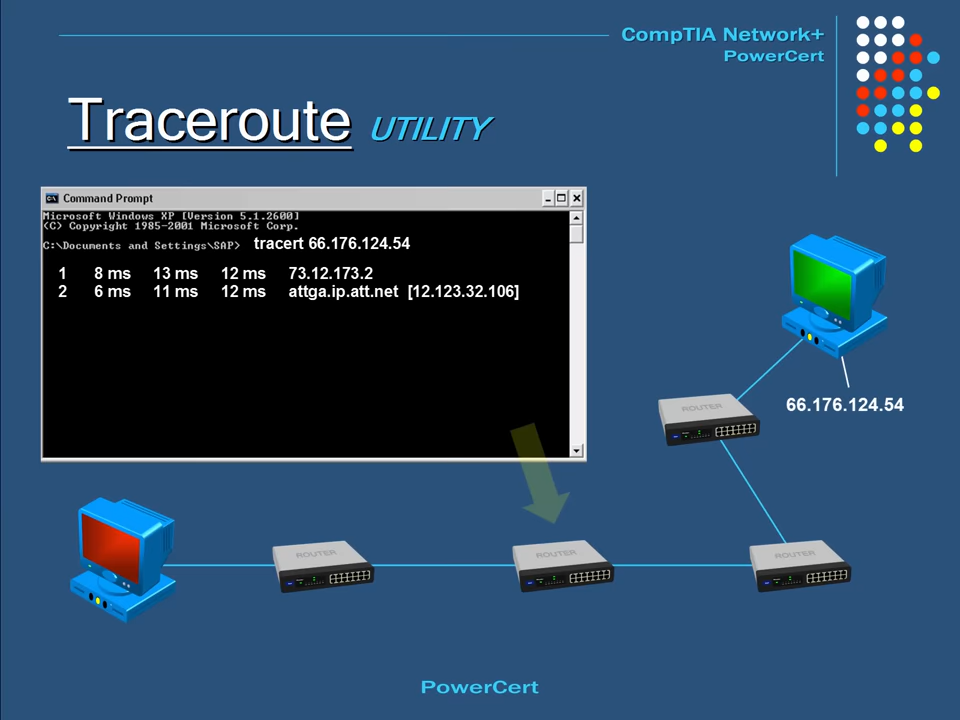 CompTIA Network+
PowerCert
Traceroute UTILITY
Command Prompt
Microsoft Windows XP [Version 5.1.2600]
(C) Copyright 1985-2001 Microsoft Corp.
C:\Documents and Settings\SAP> tracert 66.176.124.54
1 8 ms 13 ms 12 ms 73.12.173.2
2 6 ms 11 ms 12 ms attga.ip.att.net [12.123.32.106]
66.176.124.54
ROUTER
ROUTER
ROUTER
ROUTER
PowerCert